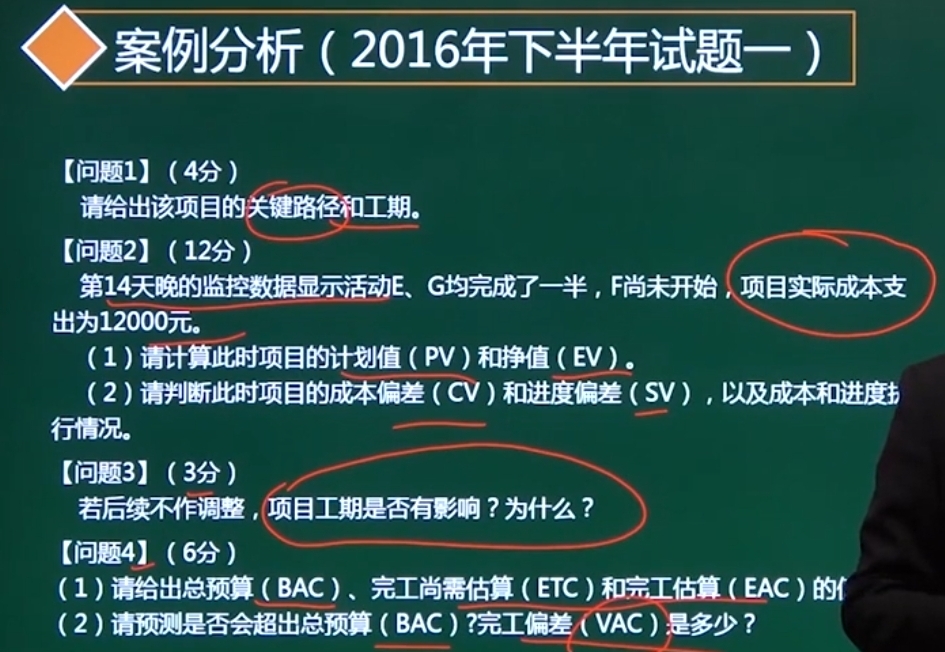 案例分析（2016年下半年试题一）
【问题1】（4分）
请给出该项目的关键路径和工期。
【问题2】（12分）
第14天晚的监控数据显示活动E、G均完成了一半，F尚未开始，项目实际成本支
出为12000元。
（1）请计算此时项目的计划值（PV）和挣值（EV）。
（2）请判断此时项目的成本偏差（CV）和进度偏差（SV），以及成本和进度执
行情况。
【问题3】（3分）
若后续不作调整，项目工期是否有影响？为什么？
【问题4】（6分）
（1）请给出总预算（BAC）、完工尚需估算（ETC）和完工估算（EAC）的
（2）请预测是否会超出总预算（BAC）?完工偏差（VAC）是多少？